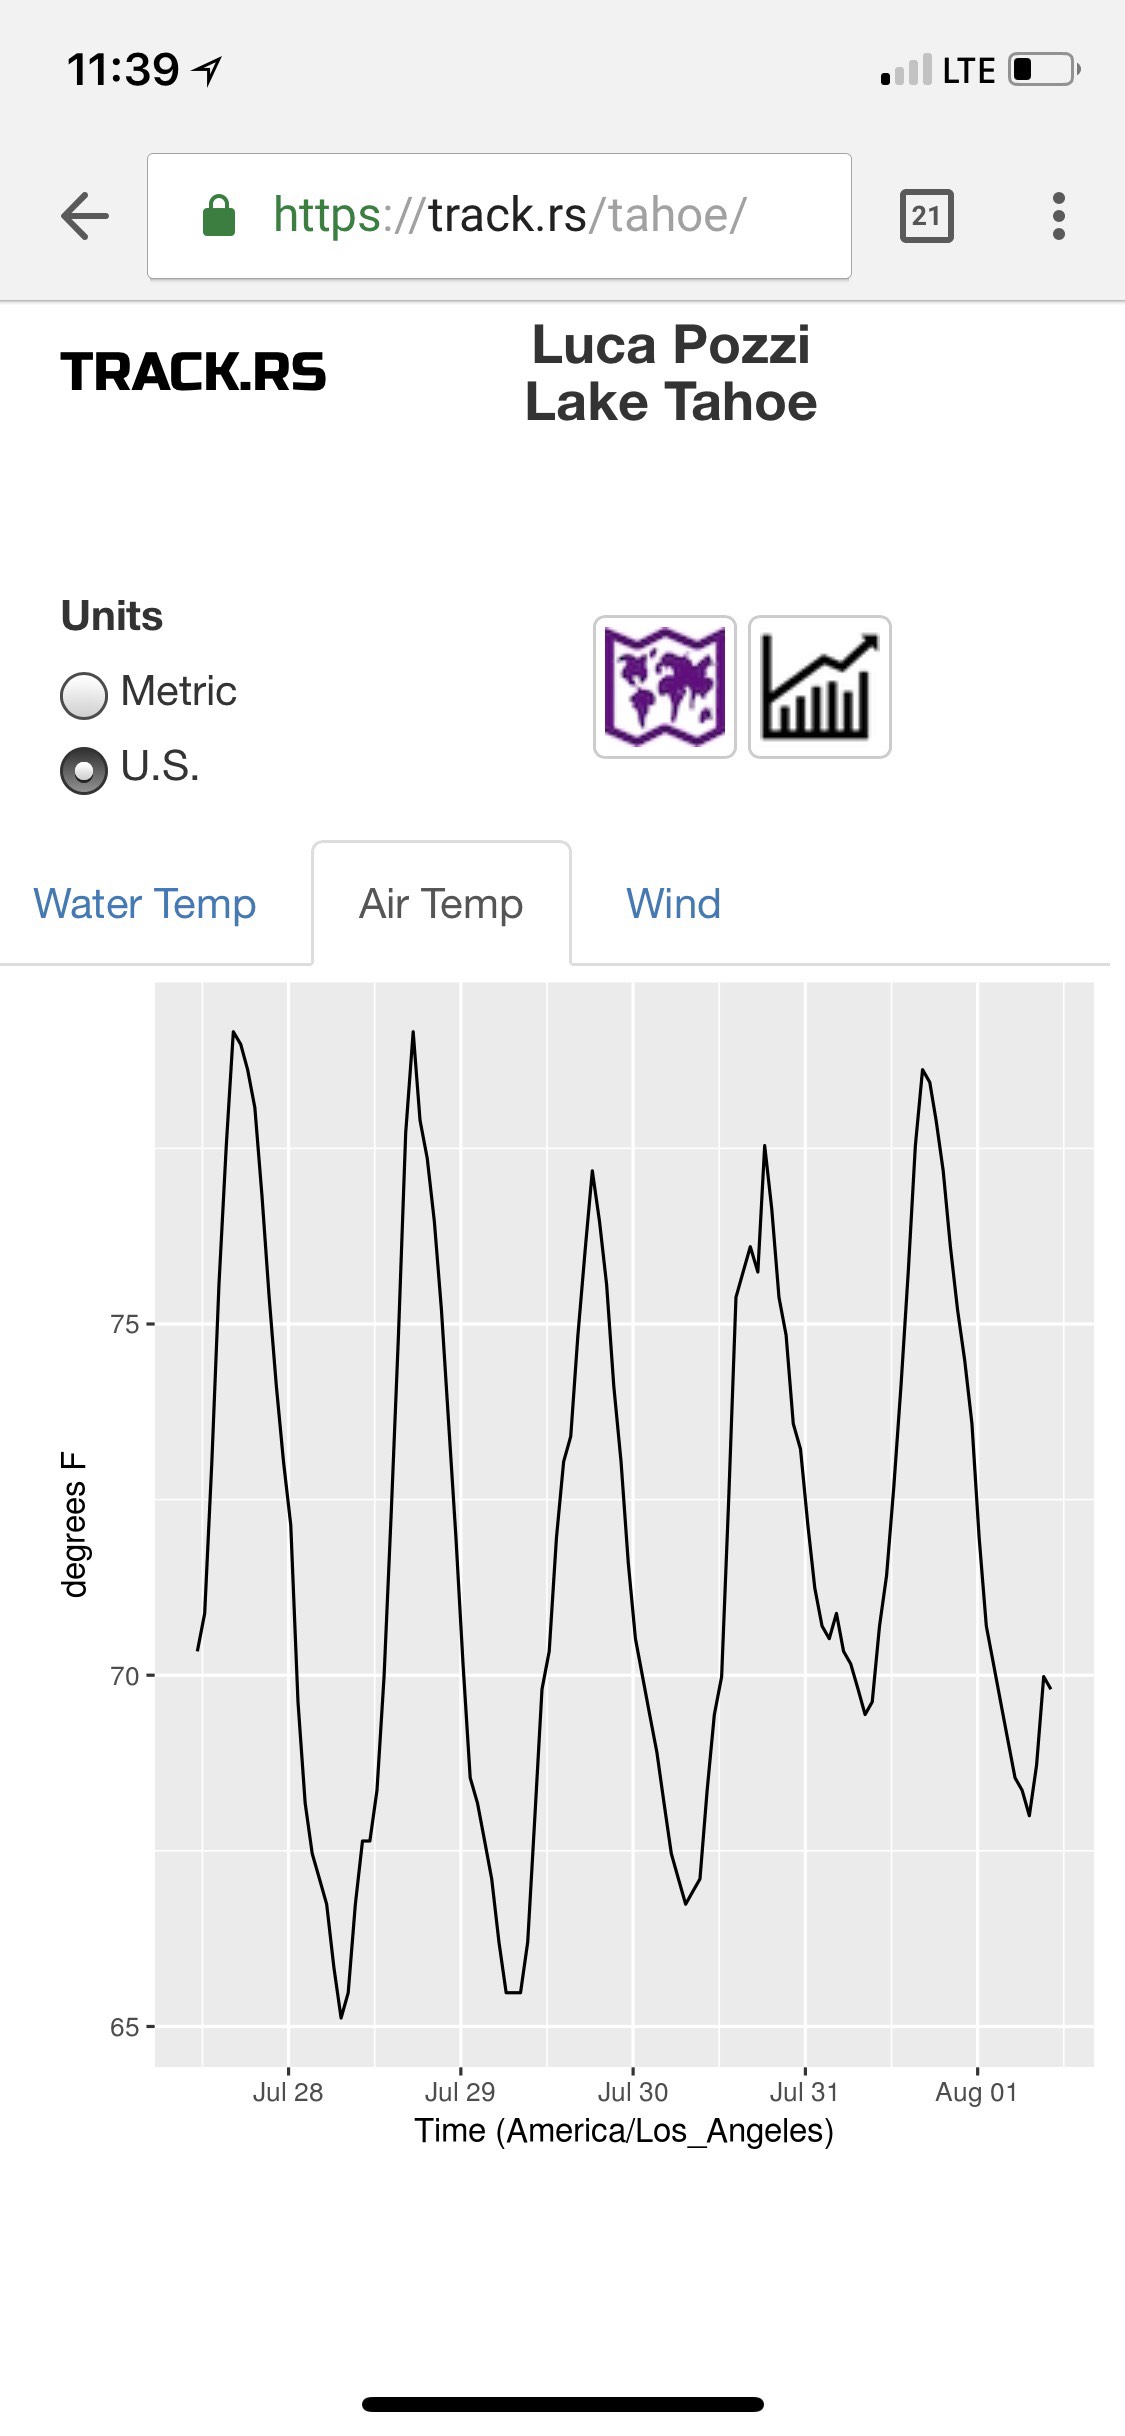 11:39 LTE
https://track.rs/tahoe/ 21
TRACK.RS
Luca Pozzi
Lake Tahoe
Units
Metric
U.S.
Water Temp Air Temp Wind
75
70
65
degrees F
Jul 28 Jul 29 Jul 30 Jul 31 Aug 01
Time (America/Los_Angeles)